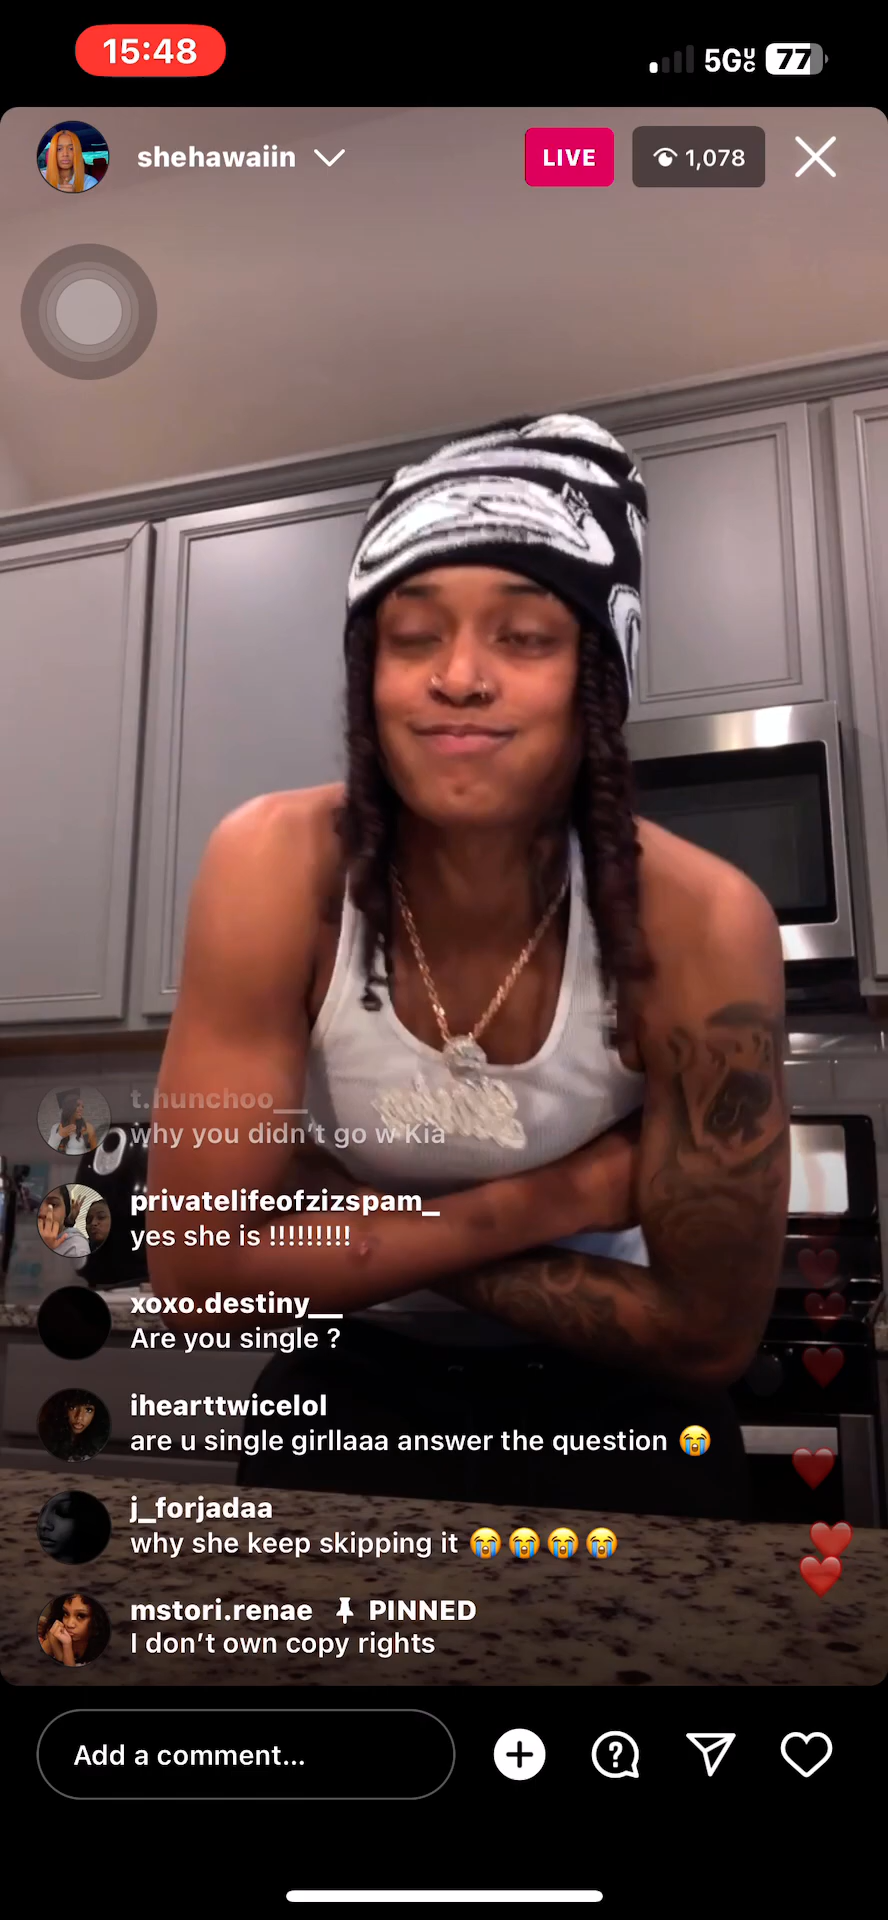 15:48
5GUC 77
shehawaiin
LIVE
1,078
t.hunchoo__
why you didn't go w Kia
privatelifeofzizspam_
yes she is !!!!!!!!!
xoxo.destiny__
Are you single ?
ihearttwicelol
are u single girllaaa answer the question 😭
j_forjadaa
why she keep skipping it 😭😭😭😭
mstori.renae PINNED
I don't own copy rights
Add a comment...